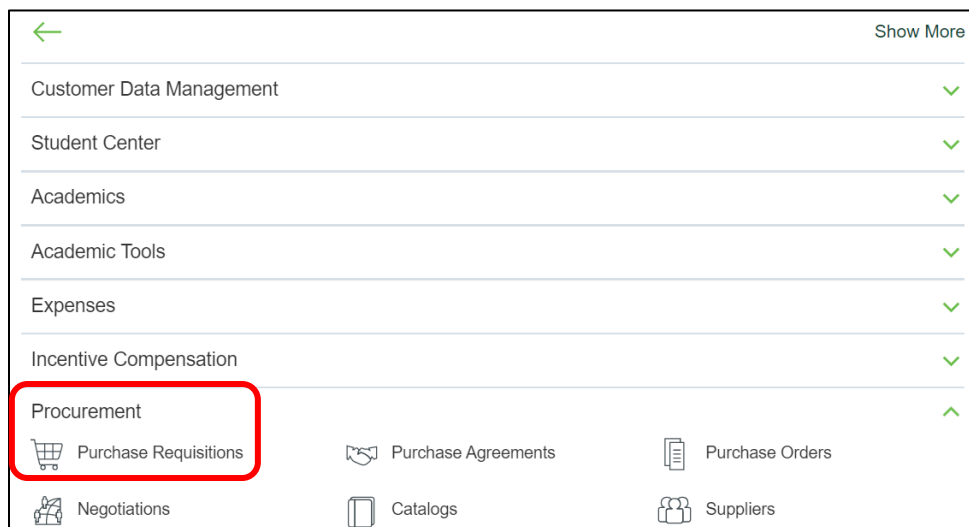 Show More
Customer Data Management
Student Center
Academics
Academic Tools
Expenses
Incentive Compensation
Procurement
Purchase Requisitions Purchase Agreements Purchase Orders
Negotiations Catalogs Suppliers